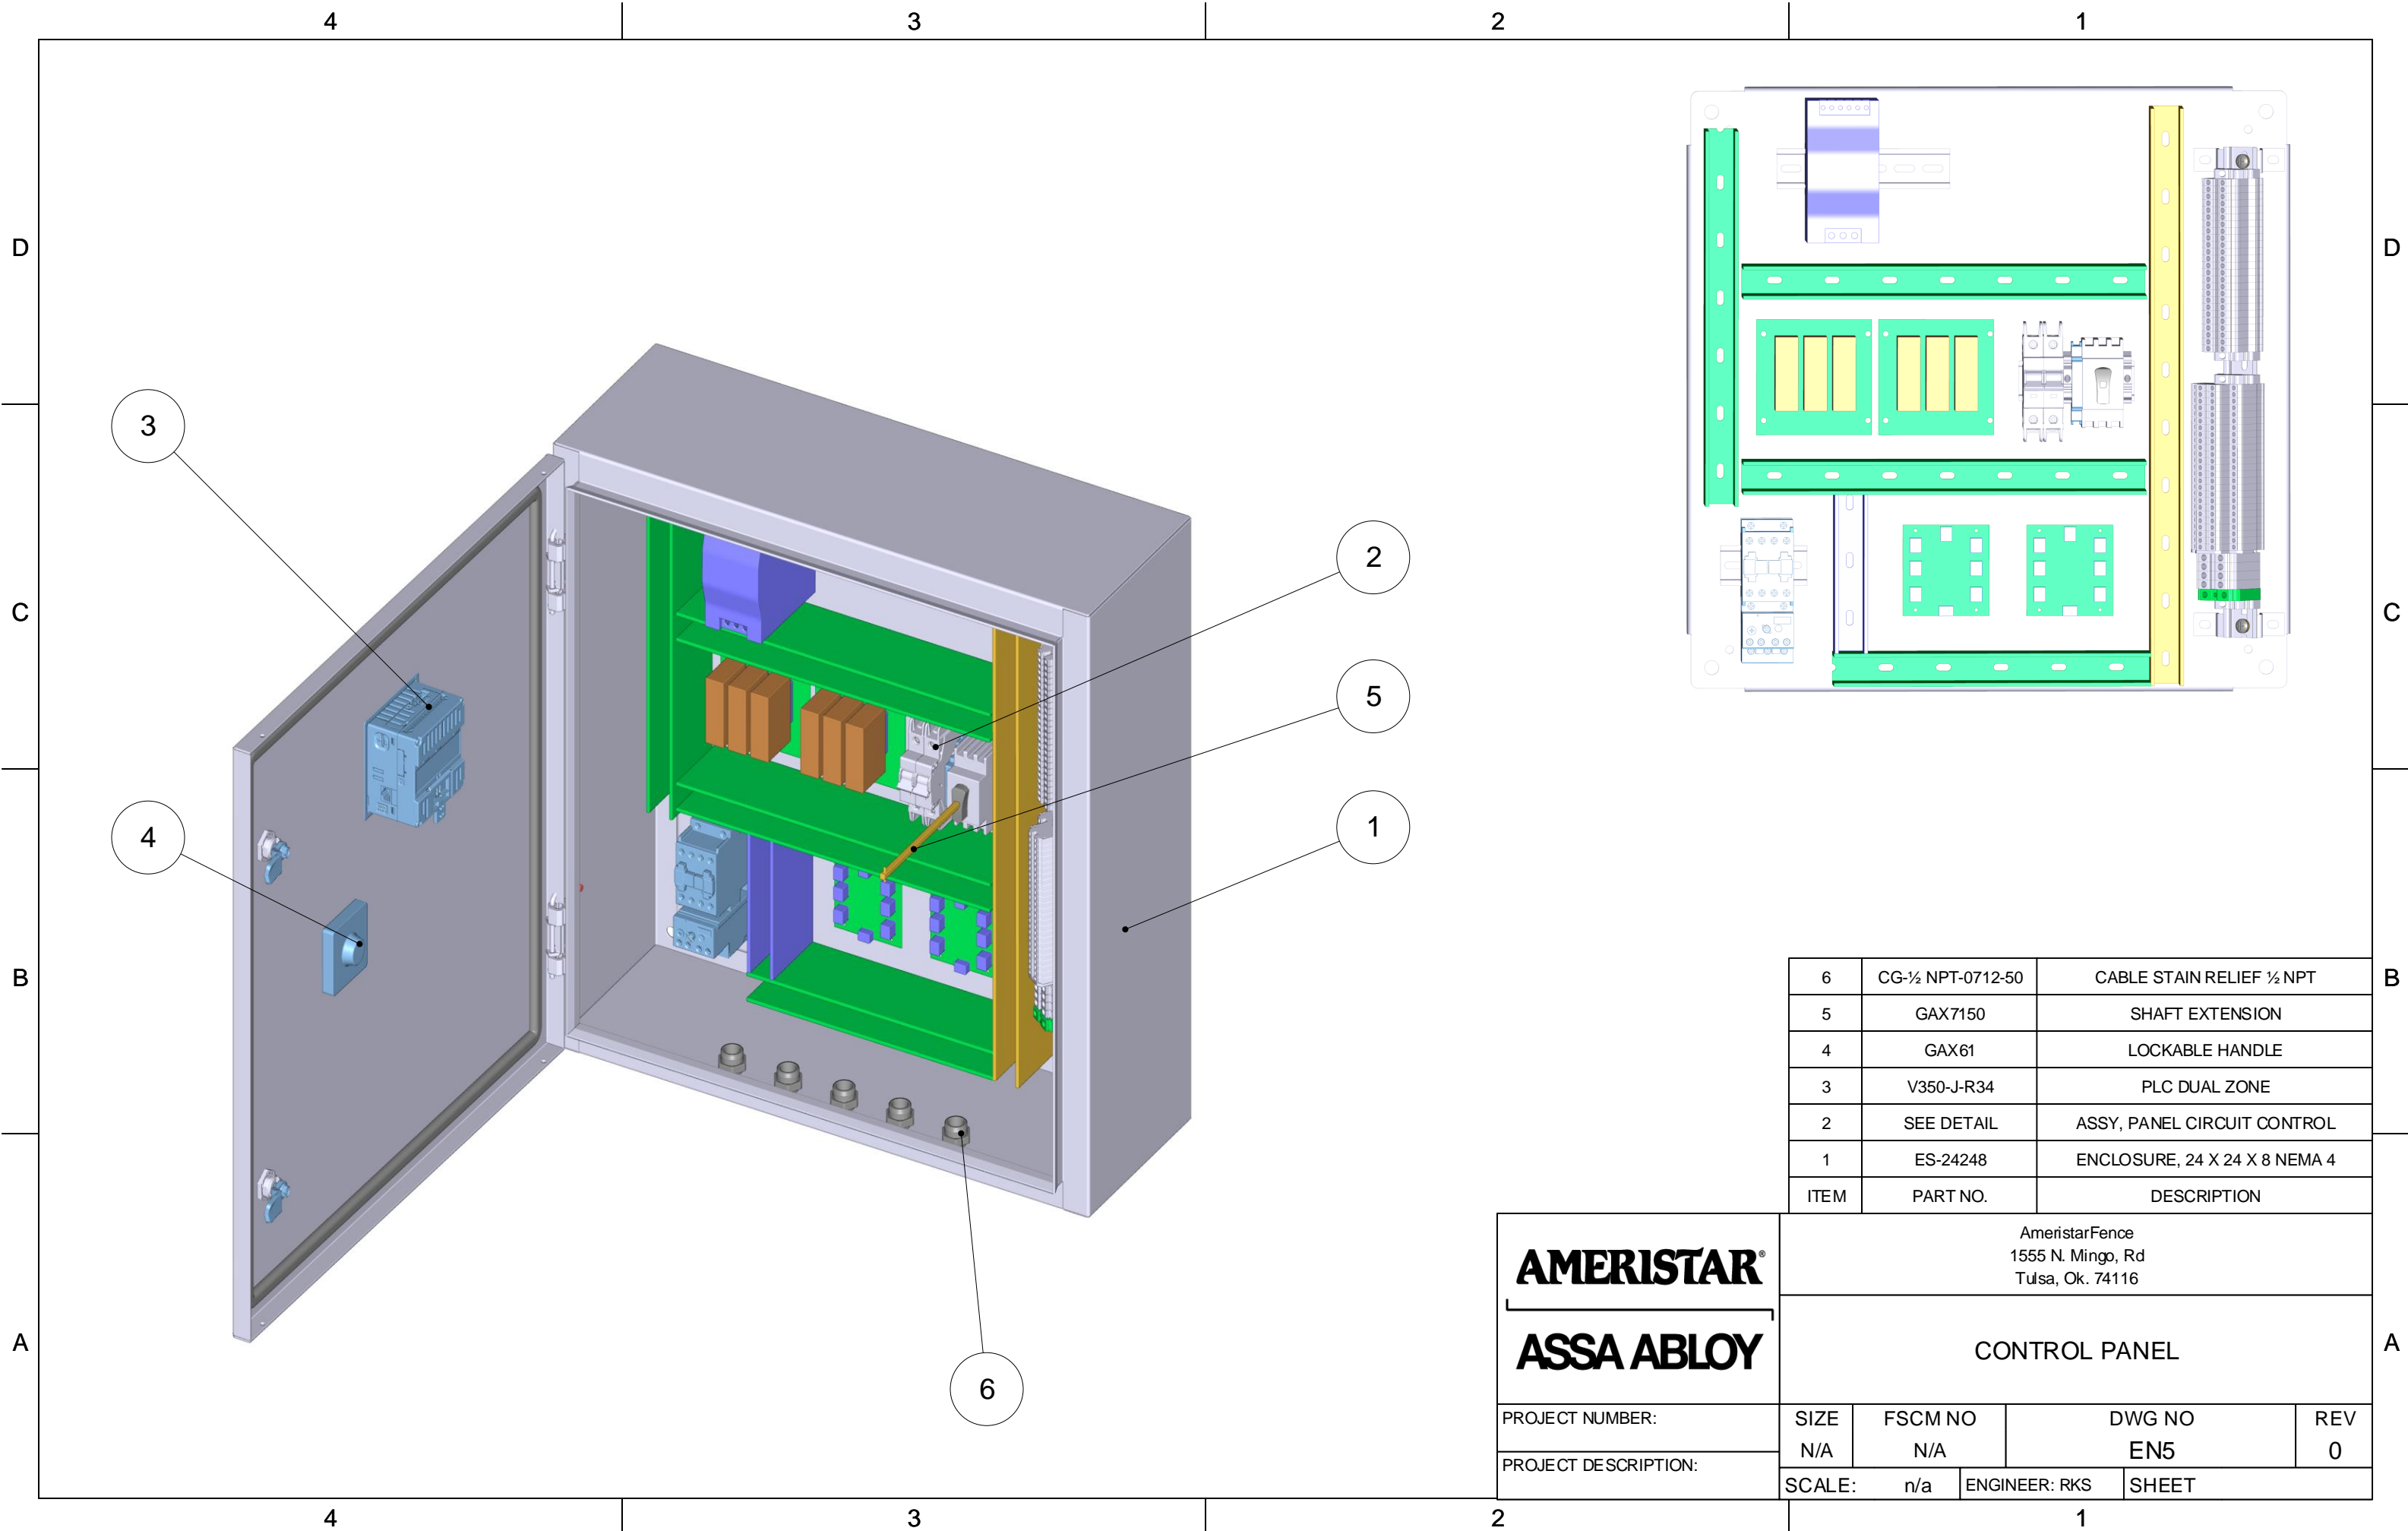 4 3 2 1
D D
3
2
C C
5
4
1
B B
6 CG-½ NPT-0712-50 CABLE STAIN RELIEF ½ NPT
5 GAX7150 SHAFT EXTENSION
4 GAX61 LOCKABLE HANDLE
3 V350-J-R34 PLC DUAL ZONE
2 SEE DETAIL ASSY, PANEL CIRCUIT CONTROL
1 ES-24248 ENCLOSURE, 24 X 24 X 8 NEMA 4
ITEM PART NO. DESCRIPTION
AMERISTAR®
ASSA ABLOY
AmeristarFence
1555 N. Mingo, Rd
Tulsa, Ok. 74116
A A
CONTROL PANEL
6
PROJECT NUMBER:
PROJECT DESCRIPTION:
SIZE FSCM NO DWG NO REV
N/A N/A EN5 0
SCALE: n/a ENGINEER: RKS SHEET
4 3 2 1